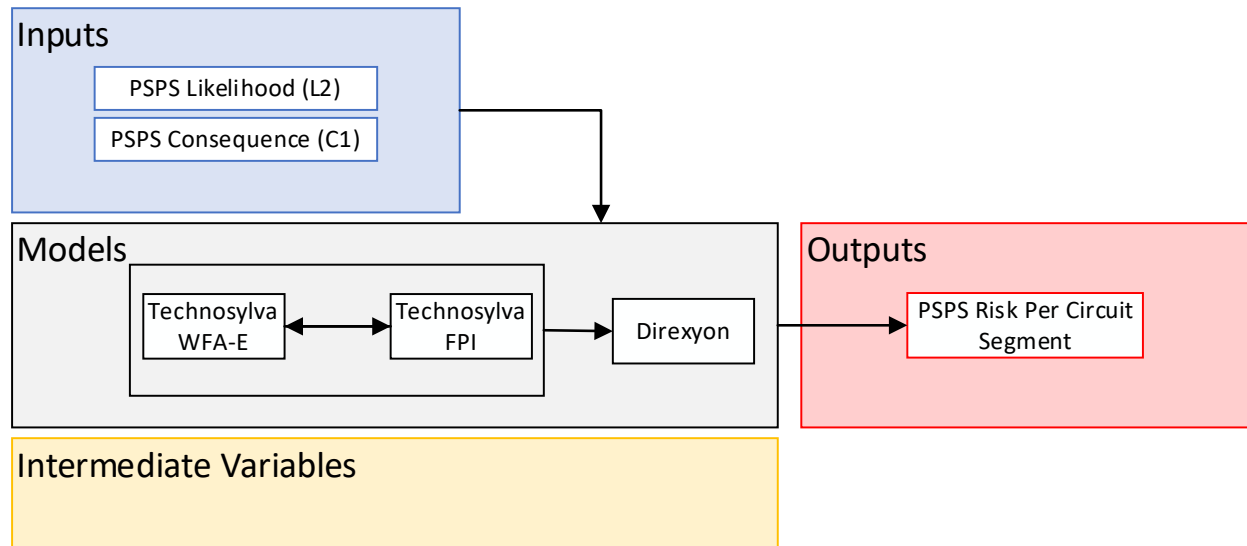 Inputs
PSPS Likelihood (L2)
PSPS Consequence (C1)
Models
Technosylva
WFA-E
Technosylva
FPI
Direxyon
Outputs
PSPS Risk Per Circuit
Segment
Intermediate Variables